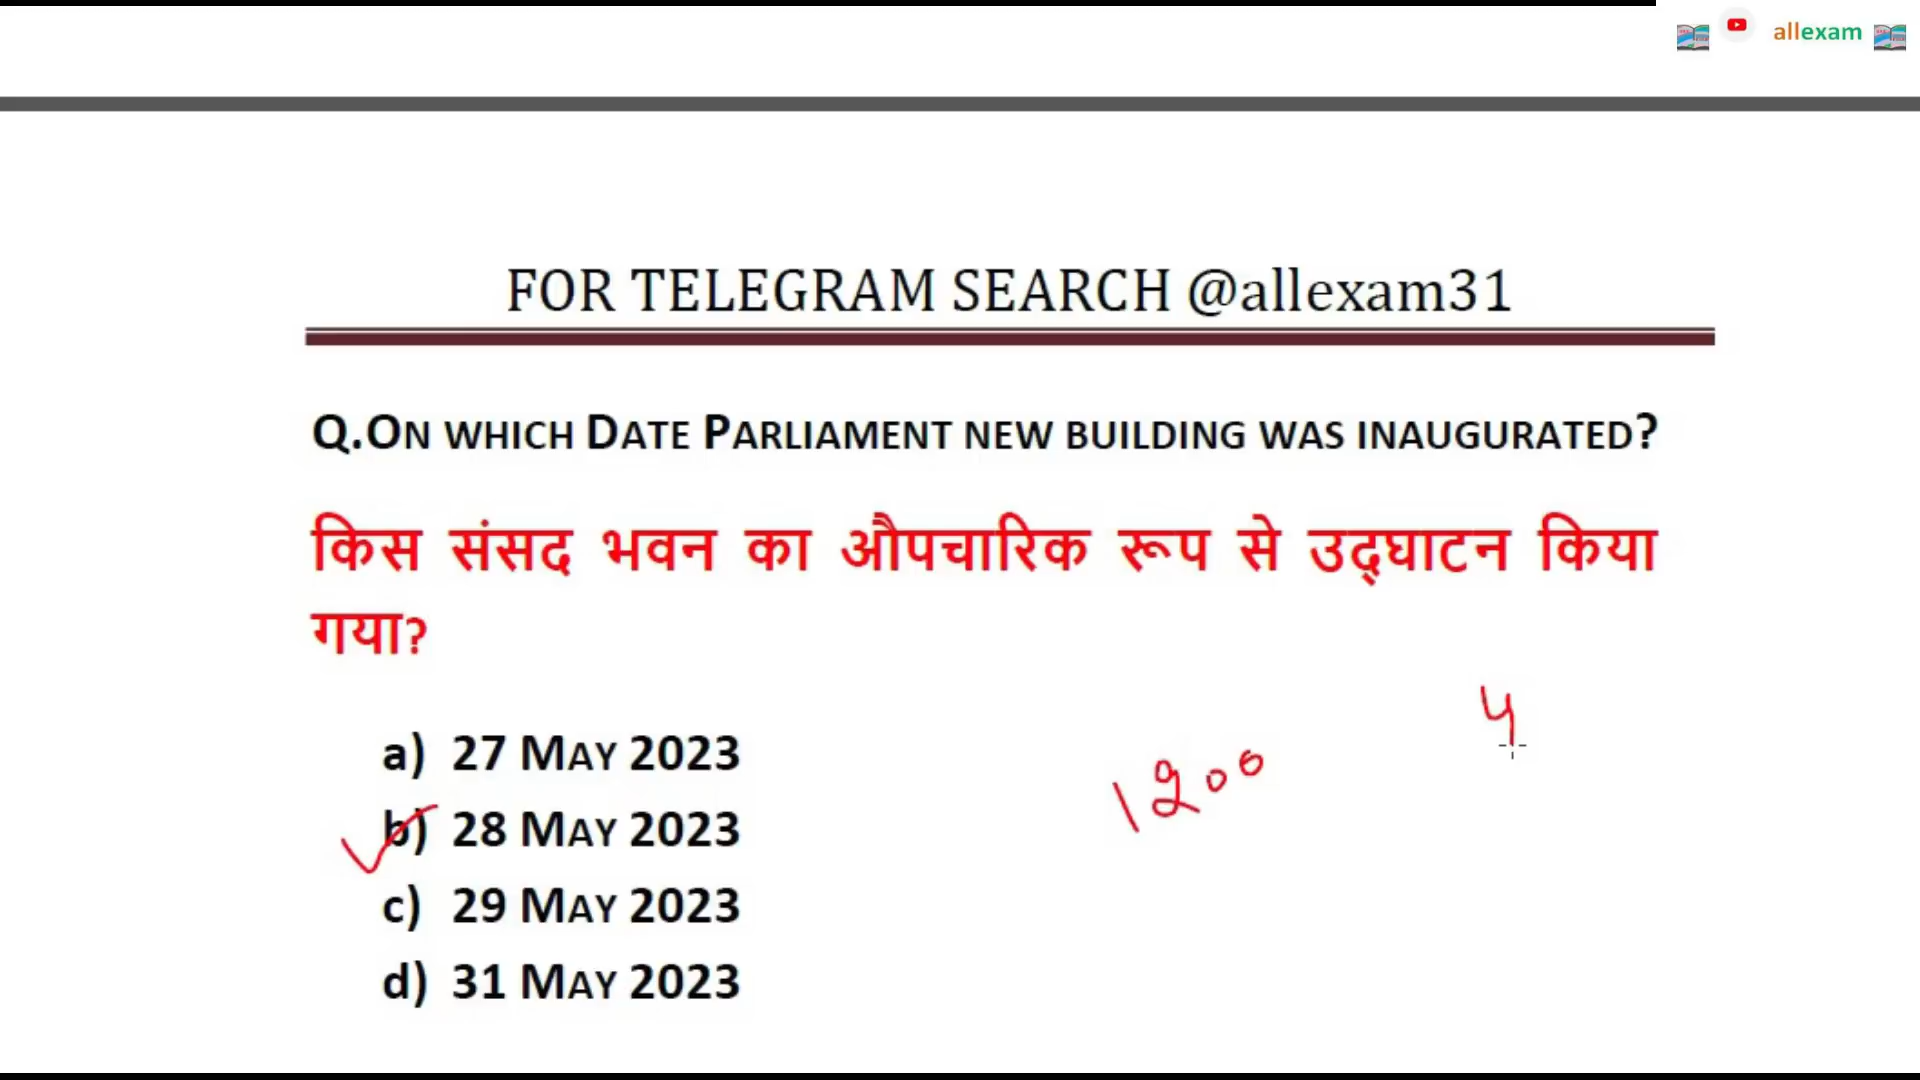 allexam
FOR TELEGRAM SEARCH @allexam31
Q.ON WHICH DATE PARLIAMENT NEW BUILDING WAS INAUGURATED?
किस संसद भवन का औपचारिक रूप से उद्घाटन किया
गया?
a) 27 MAY 2023
b) 28 MAY 2023
c) 29 MAY 2023
d) 31 MAY 2023
1200
4